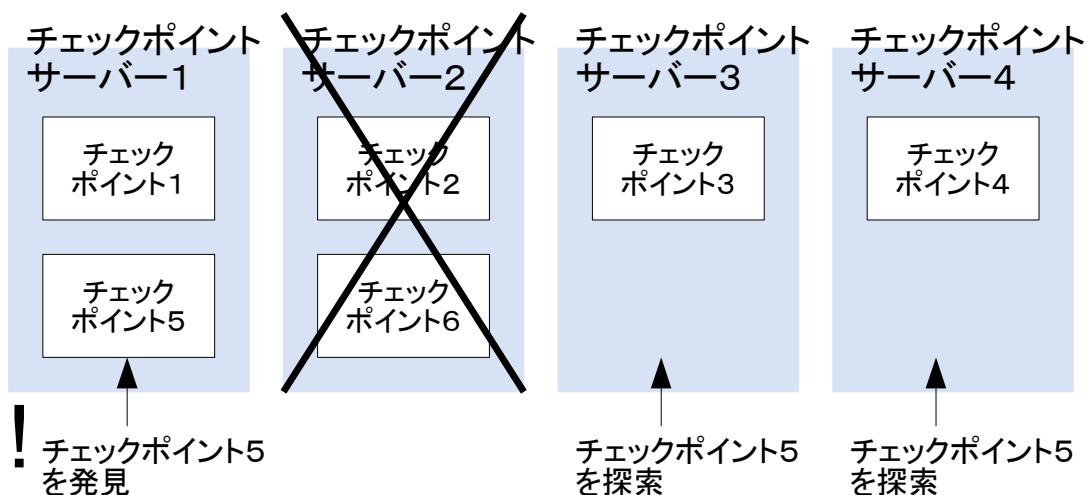 チェックポイント
サーバー1
チェック
ポイント1
チェック
ポイント5
!
チェックポイント5
を発見
チェックポイント
サーバー2
チェック
ポイント2
チェック
ポイント6
チェックポイント
サーバー3
チェック
ポイント3
チェックポイント5
を探索
チェックポイント
サーバー4
チェック
ポイント4
チェックポイント5
を探索